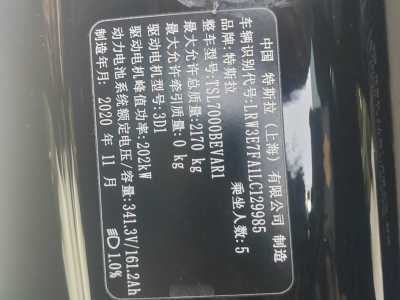 中国 特斯拉（上海）有限公司 制造
车辆识别代号:LRW3E7FA1LC129985
品牌:特斯拉 乘坐人数:5
整车型号:TSL7000BEVAR1
最大允许总质量:2170 kg
最大允许牵引质量:0 kg
驱动电机型号:3D1
驱动电机峰值功率:202kW
动力电池系统额定电压/容量:341.3V/161.2Ah
制造年月: 2020 年 11 月 1.0%